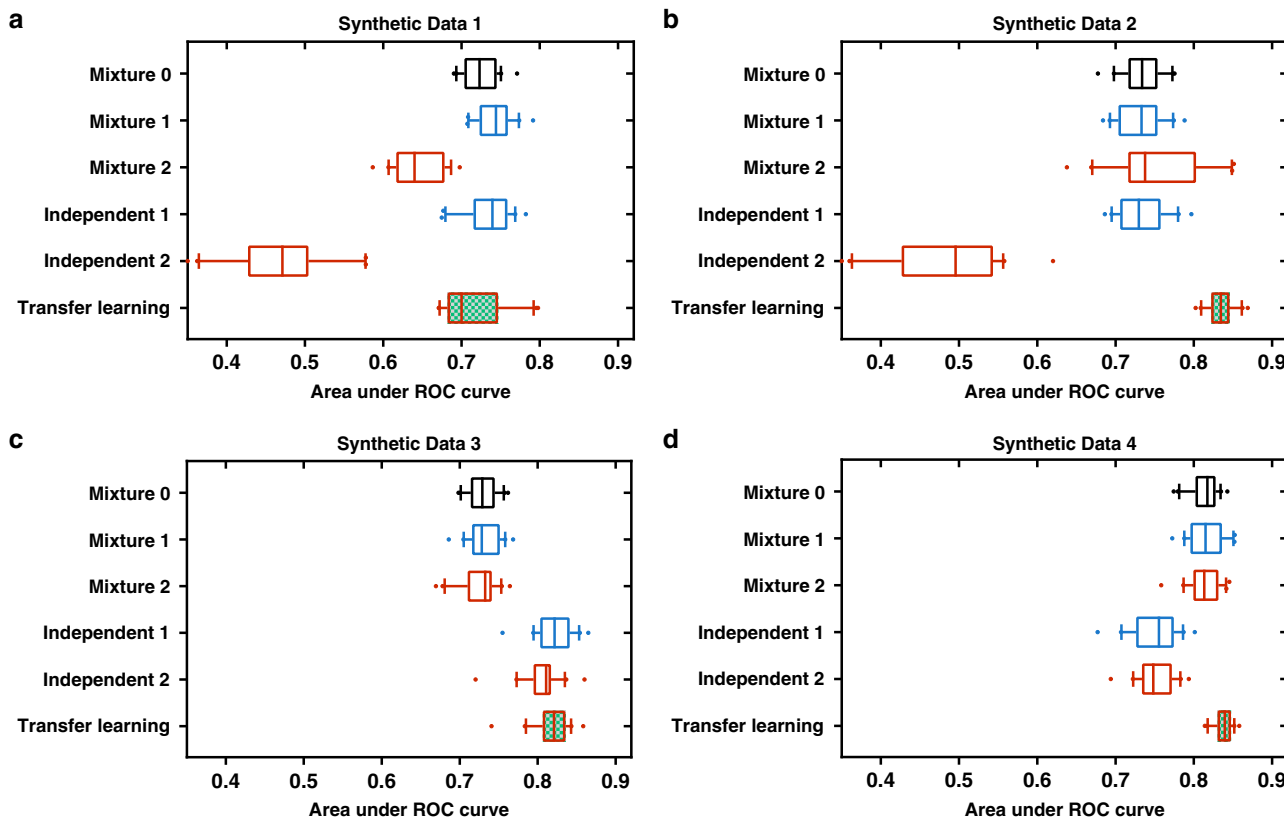 a
Synthetic Data 1
Mixture 0
Mixture 1
Mixture 2
Independent 1
Independent 2
Transfer learning
0.4 0.5 0.6 0.7 0.8 0.9
Area under ROC curve
b
Synthetic Data 2
Mixture 0
Mixture 1
Mixture 2
Independent 1
Independent 2
Transfer learning
0.4 0.5 0.6 0.7 0.8 0.9
Area under ROC curve
c
Synthetic Data 3
Mixture 0
Mixture 1
Mixture 2
Independent 1
Independent 2
Transfer learning
0.4 0.5 0.6 0.7 0.8 0.9
Area under ROC curve
d
Synthetic Data 4
Mixture 0
Mixture 1
Mixture 2
Independent 1
Independent 2
Transfer learning
0.4 0.5 0.6 0.7 0.8 0.9
Area under ROC curve